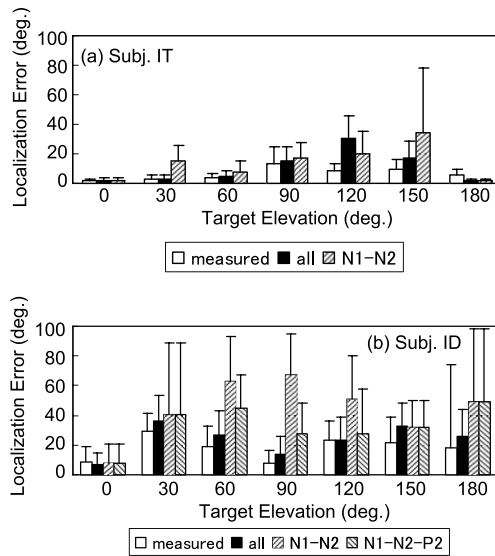 Localization Error (deg.)
100
80
60
40
20
0
(a) Subj. IT
0 30 60 90 120 150 180
Target Elevation (deg.)
measured all N1-N2
Localization Error (deg.)
100
80
60
40
20
0
(b) Subj. ID
0 30 60 90 120 150 180
Target Elevation (deg.)
measured all N1-N2 N1-N2-P2